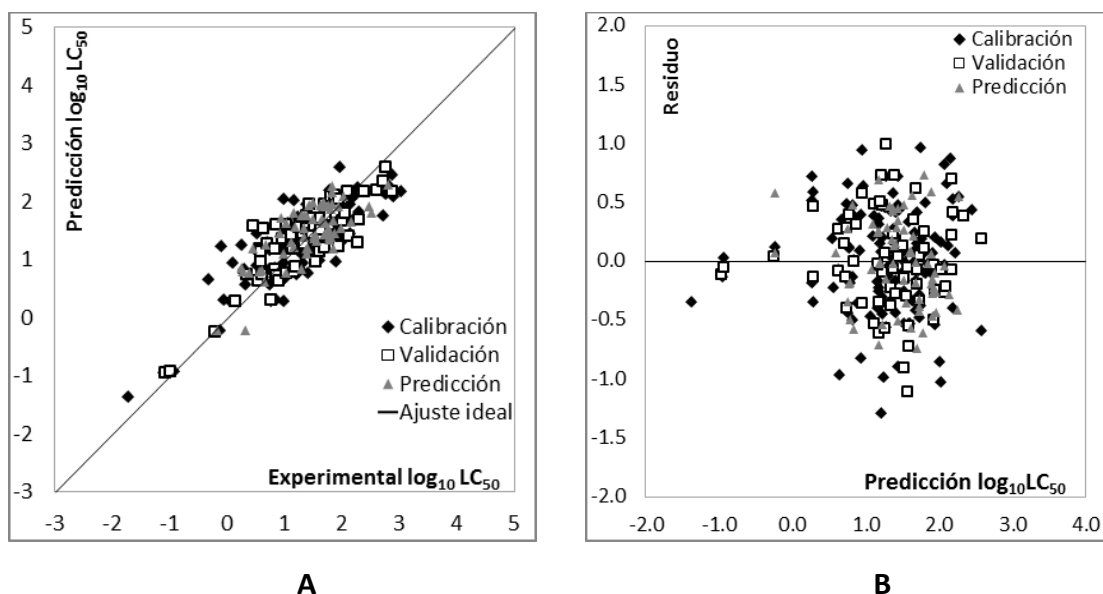 5
4
3
2
1
0
-1
-2
-3
Predicción log10 LC50
Calibración
Validación
Predicción
Ajuste ideal
Experimental log10 LC50
-3 -2 -1 0 1 2 3 4 5
A
2.0
1.5
1.0
0.5
0.0
-0.5
-1.0
-1.5
-2.0
Residuo
Calibración
Validación
Predicción
Predicción log10LC50
-2.0 -1.0 0.0 1.0 2.0 3.0 4.0
B